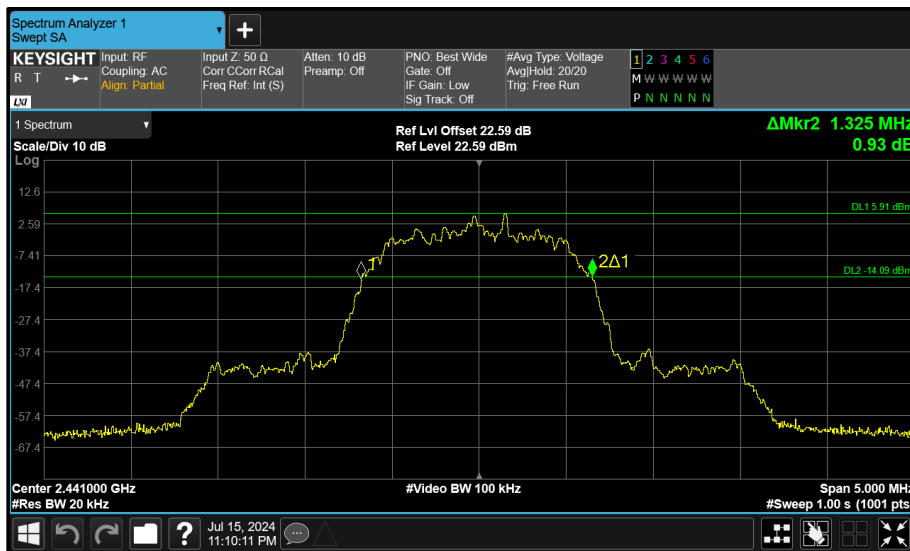 Spectrum Analyzer 1
Swept SA
KEYSIGHT
R T
LXI
Input: RF
Coupling: AC
Align: Partial
Input Z: 50 Ω
Corr CCorr RCal
Freq Ref: Int (S)
Atten: 10 dB
Preamp: Off
PNO: Best Wide
Gate: Off
IF Gain: Low
Sig Track: Off
#Avg Type: Voltage
Avg|Hold: 20/20
Trig: Free Run
1 2 3 4 5 6
M W W W W W
P N N N N N
1 Spectrum
Scale/Div 10 dB
Ref Lvl Offset 22.59 dB
Ref Level 22.59 dBm
ΔMkr2 1.325 MHz
0.93 dB
Log
12.6
2.59
-7.41
-17.4
-27.4
-37.4
-47.4
-57.4
-67.4
DL1 5.91 dBm
1
2Δ1
DL2 -14.09 dBm
Center 2.441000 GHz
#Video BW 100 kHz
Span 5.000 MHz
#Res BW 20 kHz
#Sweep 1.00 s (1001 pts
?
Jul 15, 2024
11:10:11 PM